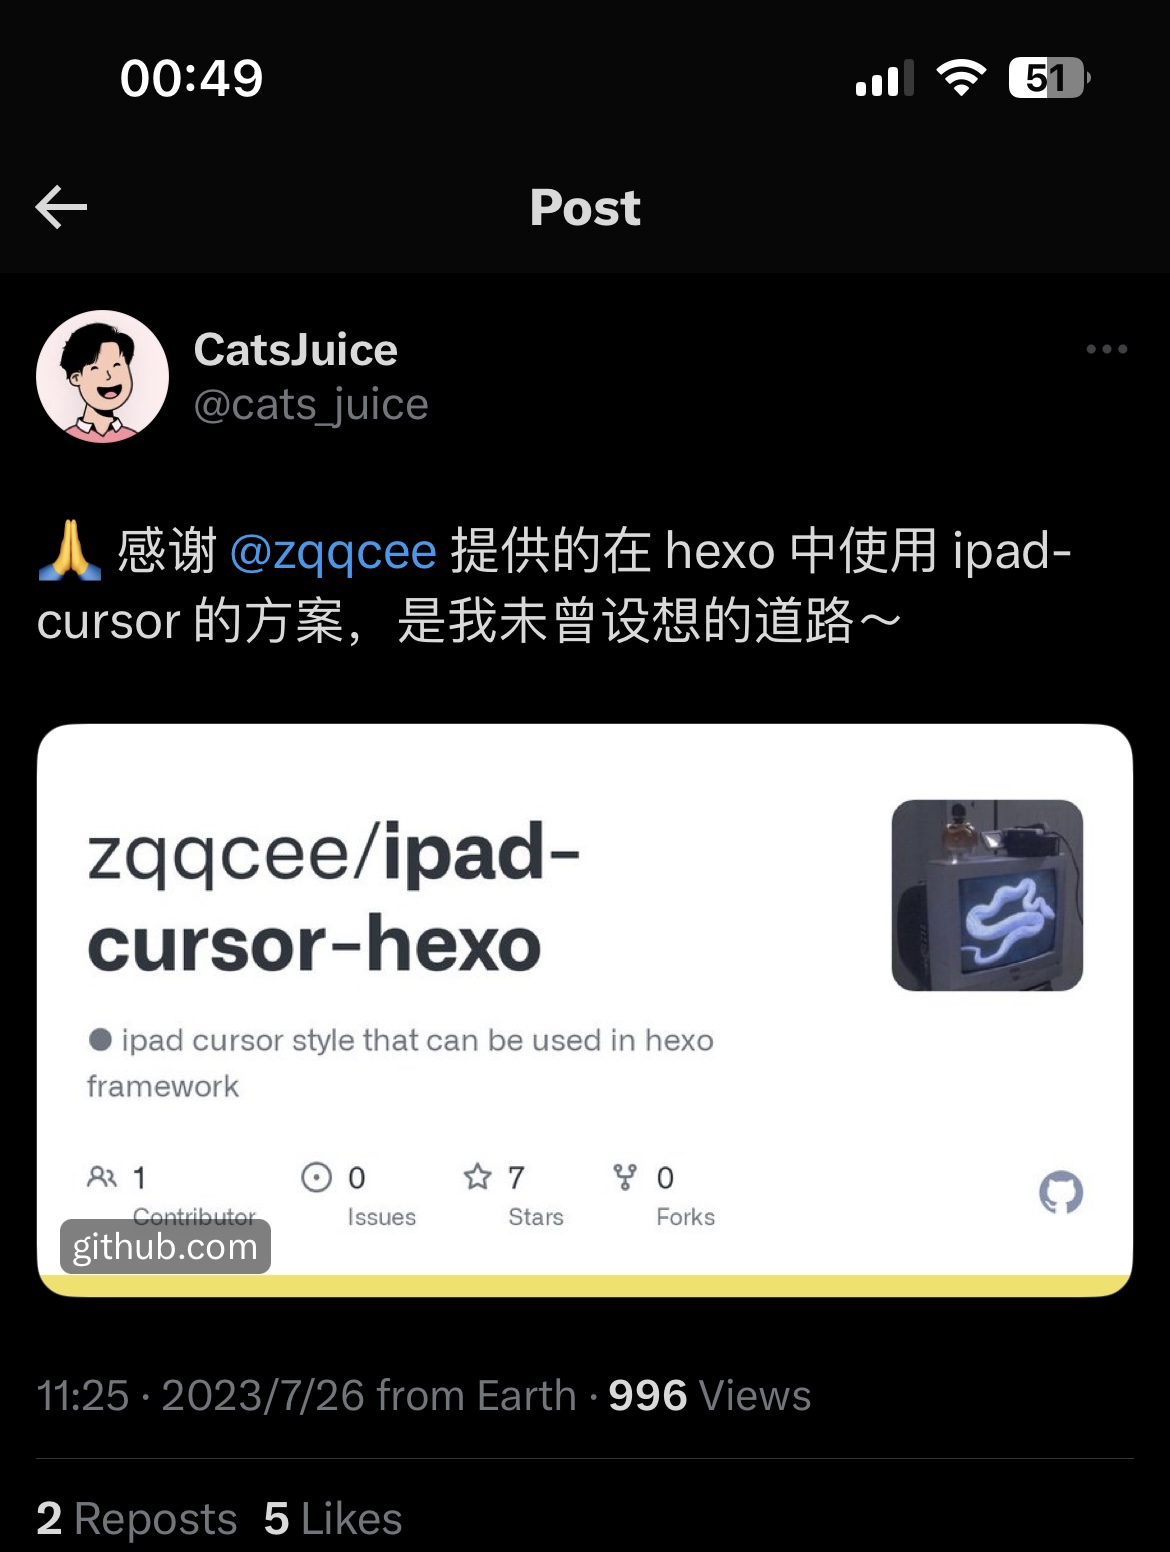 00:49
51
Post
CatsJuice
@cats_juice
🙏 感谢 @zqqcee 提供的在 hexo 中使用 ipad-
cursor 的方案，是我未曾设想的道路～
zqqcee/ipad-
cursor-hexo
● ipad cursor style that can be used in hexo
framework
1 0 7 0
Contributor Issues Stars Forks
github.com
11:25 · 2023/7/26 from Earth · 996 Views
2 Reposts 5 Likes